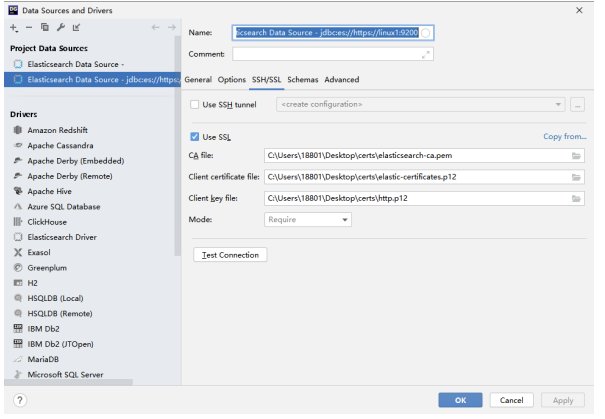 DG Data Sources and Drivers
Name: ticsearch Data Source - jdbc:es://https://linux1:9200
Comment:
Project Data Sources
Elasticsearch Data Source -
Elasticsearch Data Source - jdbc:es://https:/
General Options SSH/SSL Schemas Advanced
Use SSH tunnel <create configuration> ...
Use SSL Copy from...
CA file: C:\Users\18801\Desktop\certs\elasticsearch-ca.pem
Client certificate file: C:\Users\18801\Desktop\certs\elastic-certificates.p12
Client key file: C:\Users\18801\Desktop\certs\http.p12
Mode: Require
Test Connection
Drivers
Amazon Redshift
Apache Cassandra
Apache Derby (Embedded)
Apache Derby (Remote)
Apache Hive
Azure SQL Database
ClickHouse
Elasticsearch Driver
Exasol
Greenplum
H2
HSQLDB (Local)
HSQLDB (Remote)
IBM Db2
IBM Db2 (JTOpen)
MariaDB
Microsoft SQL Server
? OK Cancel Apply